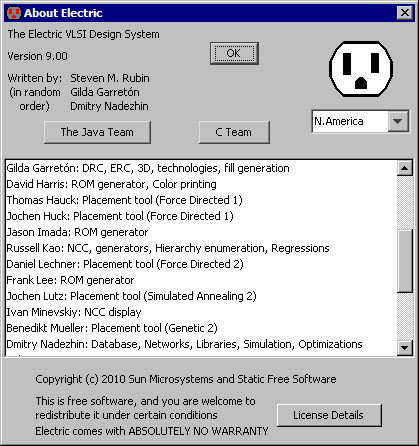 About Electric
The Electric VLSI Design System
Version 9.00
OK
Written by: Steven M. Rubin
(in random Gilda Garretón
order) Dmitry Nadezhin
N.America
The Java Team
C Team
Gilda Garretón: DRC, ERC, 3D, technologies, fill generation
David Harris: ROM generator, Color printing
Thomas Hauck: Placement tool (Force Directed 1)
Jochen Huck: Placement tool (Force Directed 1)
Jason Imada: ROM generator
Russell Kao: NCC, generators, Hierarchy enumeration, Regressions
Daniel Lechner: Placement tool (Force Directed 2)
Frank Lee: ROM generator
Jochen Lutz: Placement tool (Simulated Annealing 2)
Ivan Minevskiy: NCC display
Benedikt Mueller: Placement tool (Genetic 2)
Dmitry Nadezhin: Database, Networks, Libraries, Simulation, Optimizations
Copyright (c) 2010 Sun Microsystems and Static Free Software
This is free software, and you are welcome to
redistribute it under certain conditions
Electric comes with ABSOLUTELY NO WARRANTY
License Details